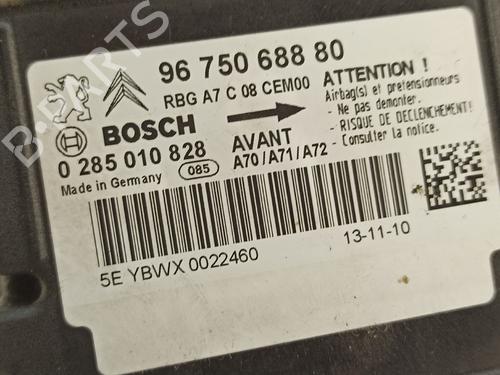 96 750 688 80
RBG A7 C 08 CEM00
BOSCH
0 285 010 828
Made in Germany
085
AVANT
A70/A71/A72
ATTENTION !
Airbag(s) et pretensionneurs
- Ne pas demonter.
- RISQUE DE DECLENCHEMENT!
- Consulter la notice.
5E YBWX 0022460
13-11-10
B-PARTS